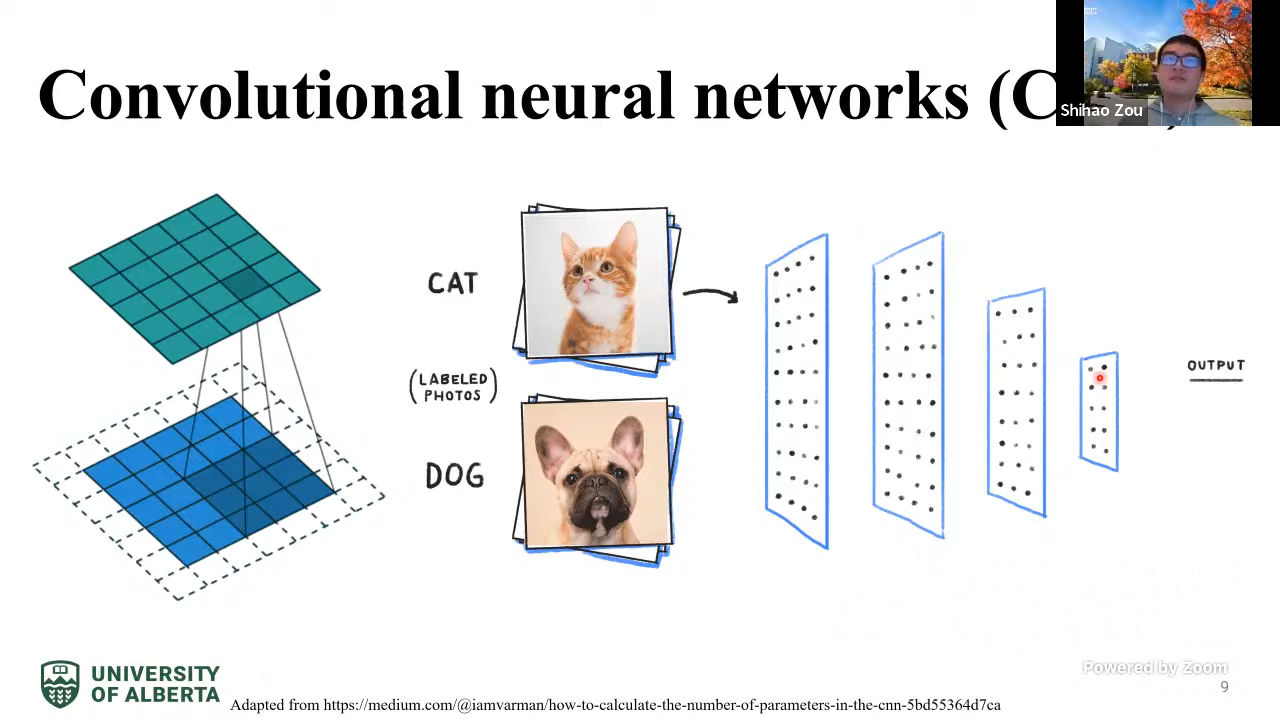 Convolutional neural networks (C
Shihao Zou
CAT
(LABELED
PHOTOS)
DOG
OUTPUT
UNIVERSITY
OF ALBERTA
Adapted from https://medium.com/@iamvarman/how-to-calculate-the-number-of-parameters-in-the-cnn-5bd55364d7ca
Powered by Zoom
9